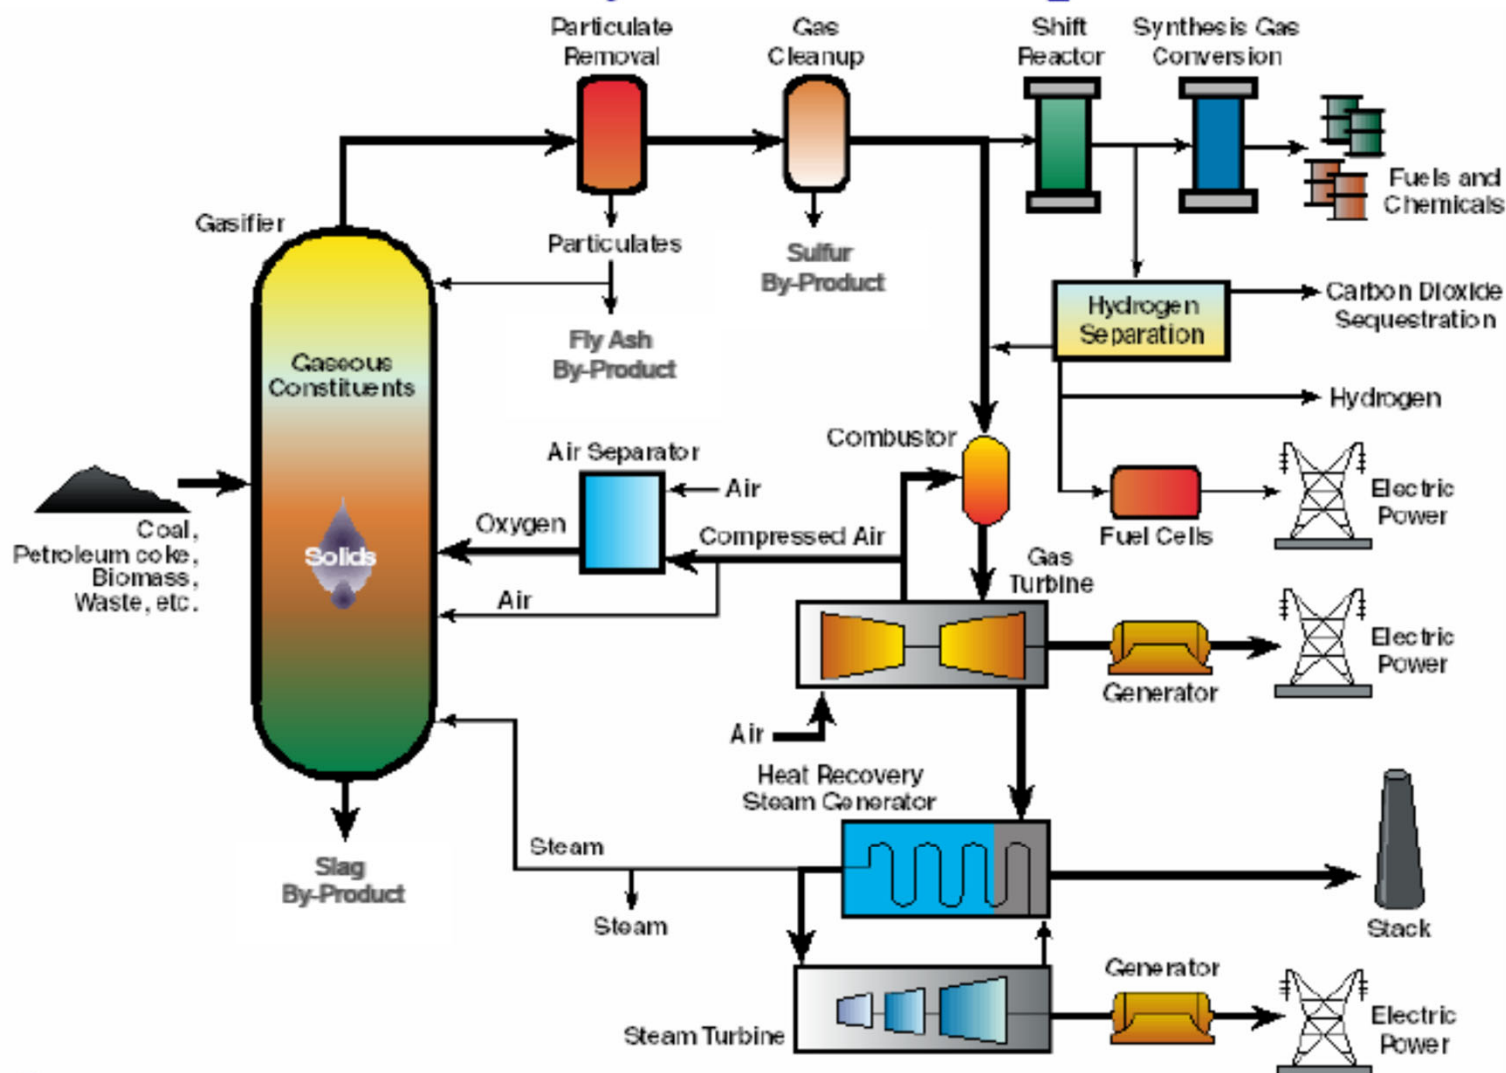 Particulate
Removal
Gas
Cleanup
Shift
Reactor
Synthesis Gas
Conversion
Fuels and
Chemicals
Gasifier
Particulates
Sulfur
By-Product
Fly Ash
By-Product
Hydrogen
Separation
Carbon Dioxide
Sequestration
Hydrogen
Gaseous
Constituents
Combustor
Air Separator
Air
Oxygen
Compressed Air
Fuel Cells
Electric
Power
Coal,
Petroleum coke,
Biomass,
Waste, etc.
Solids
Air
Gas
Turbine
Generator
Electric
Power
Air
Heat Recovery
Steam Generator
Slag
By-Product
Steam
Steam
Stack
Steam Turbine
Generator
Electric
Power